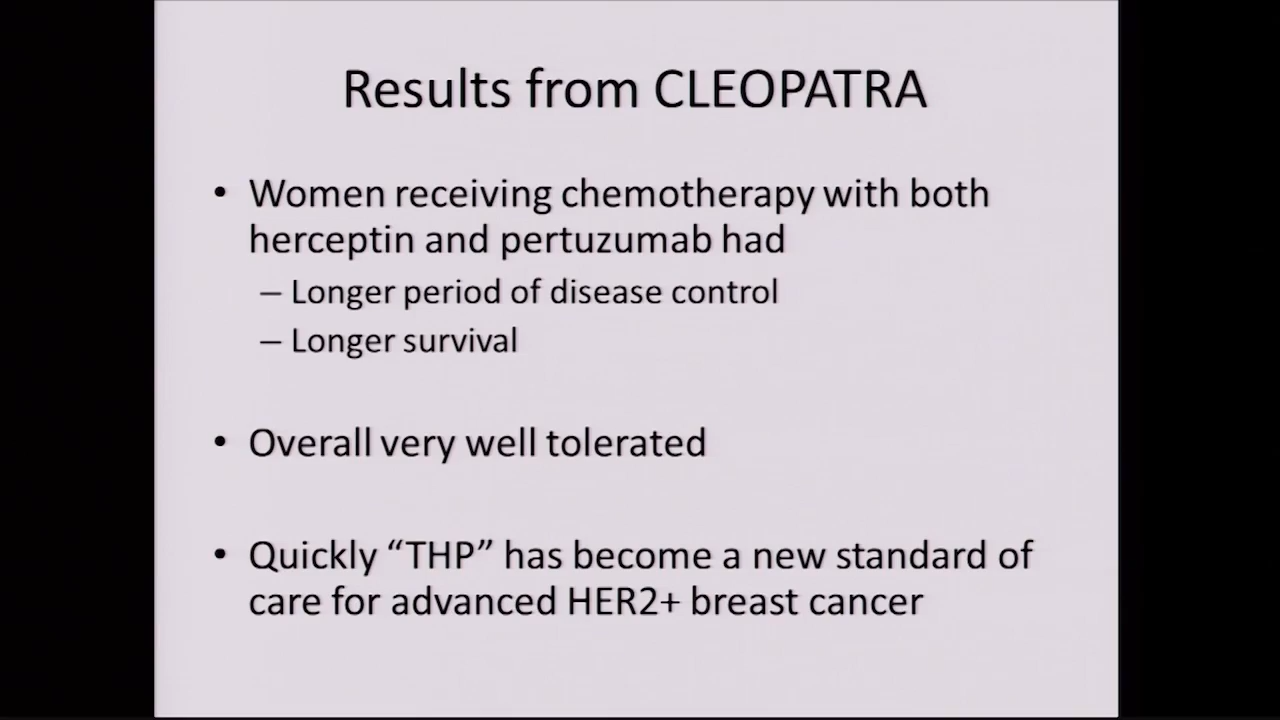 Results from CLEOPATRA
• Women receiving chemotherapy with both
herceptin and pertuzumab had
– Longer period of disease control
– Longer survival
• Overall very well tolerated
• Quickly “THP” has become a new standard of
care for advanced HER2+ breast cancer